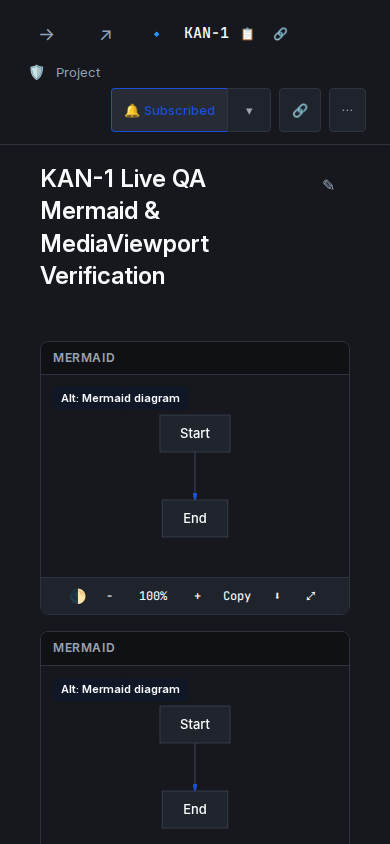 KAN-1
Project
Subscribed
KAN-1 Live QA
Mermaid &
MediaViewport
Verification
MERMAID
Alt: Mermaid diagram
Start
End
- 100% + Copy
MERMAID
Alt: Mermaid diagram
Start
End